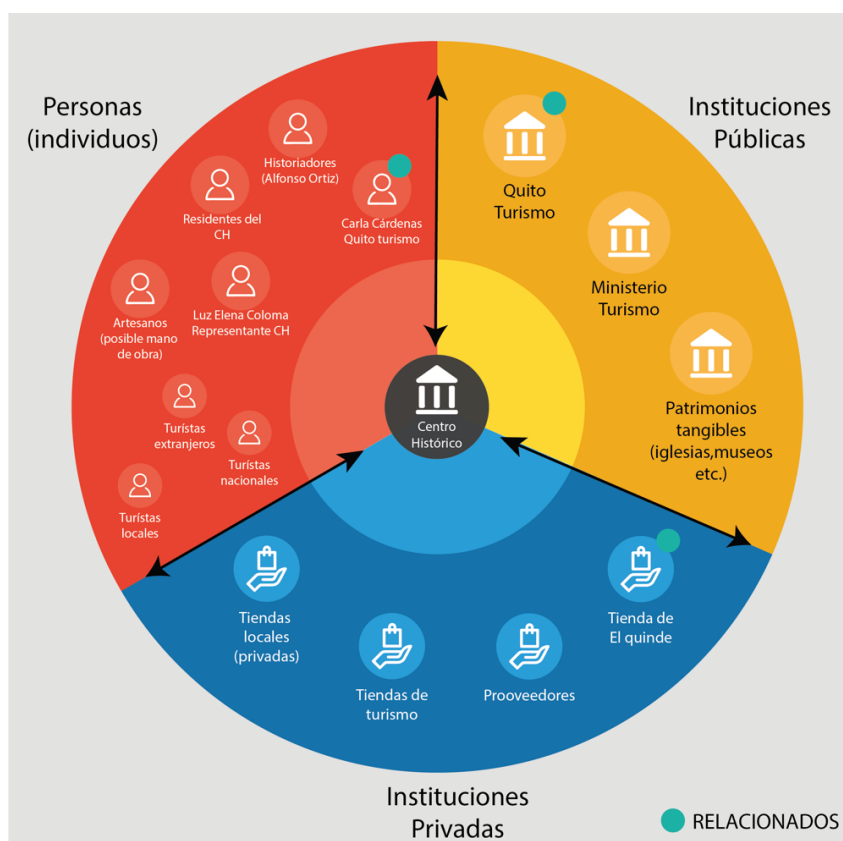 Personas
(individuos)
Instituciones
Públicas
Historiadores
(Alfonso Ortiz)
Residentes del
CH
Carla Cárdenas
Quito turismo
Artesanos
(posible mano
de obra)
Luz Elena Coloma
Representante CH
Turístas
extranjeros
Turístas
nacionales
Turístas
locales
Quito
Turismo
Ministerio
Turismo
Patrimonios
tangibles
(iglesias,museos
etc.)
Centro
Histórico
Tiendas
locales
(privadas)
Tiendas de
turismo
Prooveedores
Tienda de
El quinde
Instituciones
Privadas
RELACIONADOS